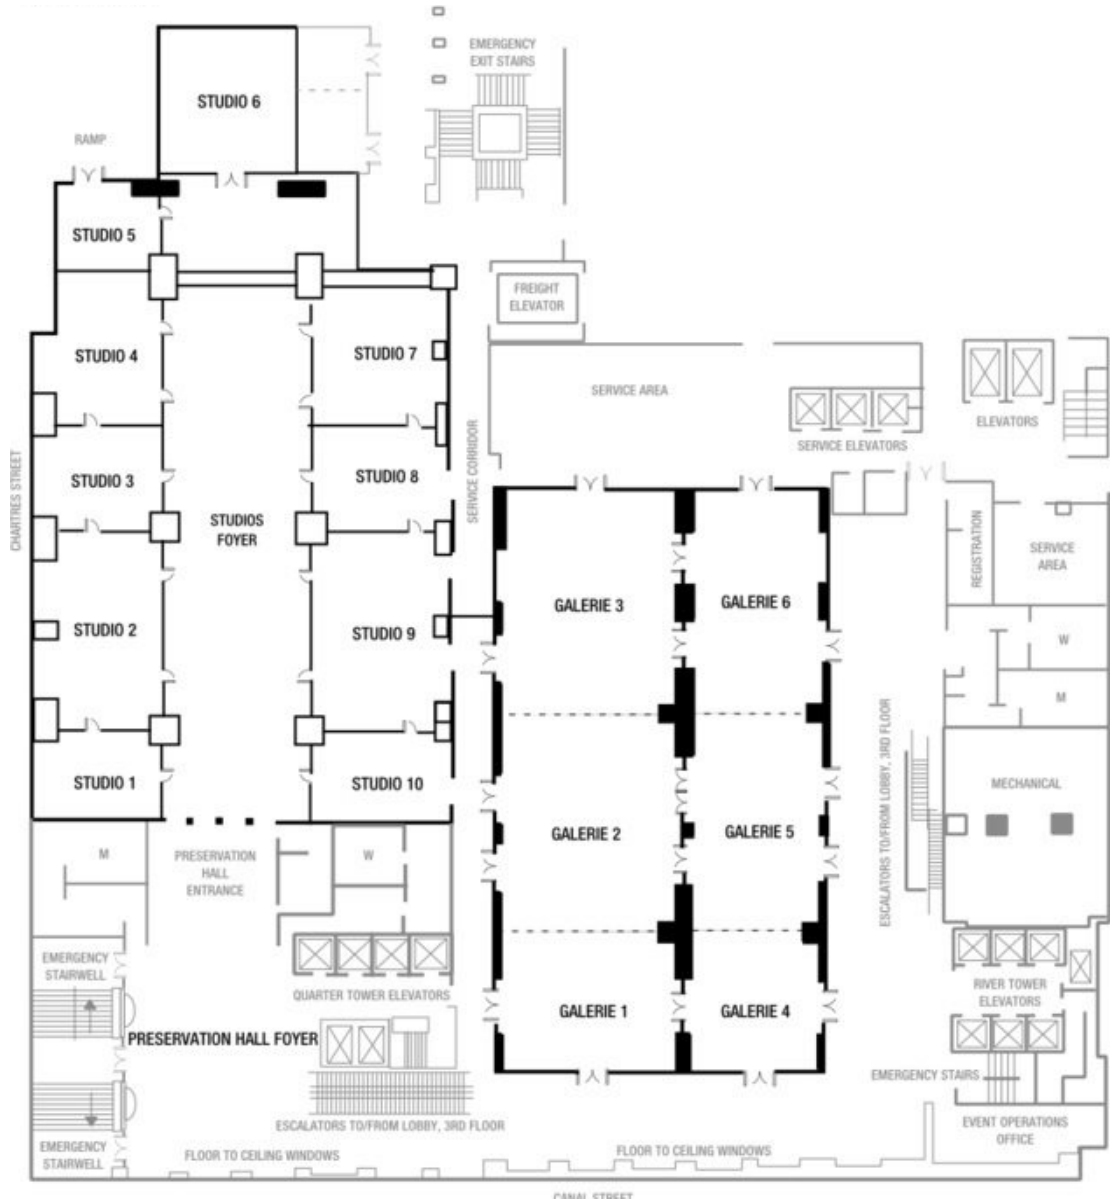 EMERGENCY
EXIT STAIRS
STUDIO 6
RAMP
STUDIO 5
FREIGHT
ELEVATOR
STUDIO 4
STUDIO 7
SERVICE AREA
SERVICE ELEVATORS
ELEVATORS
CHARTRES STREET
STUDIO 3
STUDIO 8
SERVICE CORRIDOR
STUDIOS
FOYER
REGISTRATION
SERVICE
AREA
GALERIE 3
GALERIE 6
STUDIO 2
STUDIO 9
W
M
ESCALATORS TO/FROM LOBBY, 3RD FLOOR
STUDIO 1
STUDIO 10
MECHANICAL
GALERIE 2
GALERIE 5
M
PRESERVATION
HALL
ENTRANCE
W
EMERGENCY
STAIRWELL
QUARTER TOWER ELEVATORS
RIVER TOWER
ELEVATORS
GALERIE 1
GALERIE 4
PRESERVATION HALL FOYER
EMERGENCY STAIRS
ESCALATORS TO/FROM LOBBY, 3RD FLOOR
EVENT OPERATIONS
OFFICE
EMERGENCY
STAIRWELL
FLOOR TO CEILING WINDOWS
FLOOR TO CEILING WINDOWS
CANAL STREET